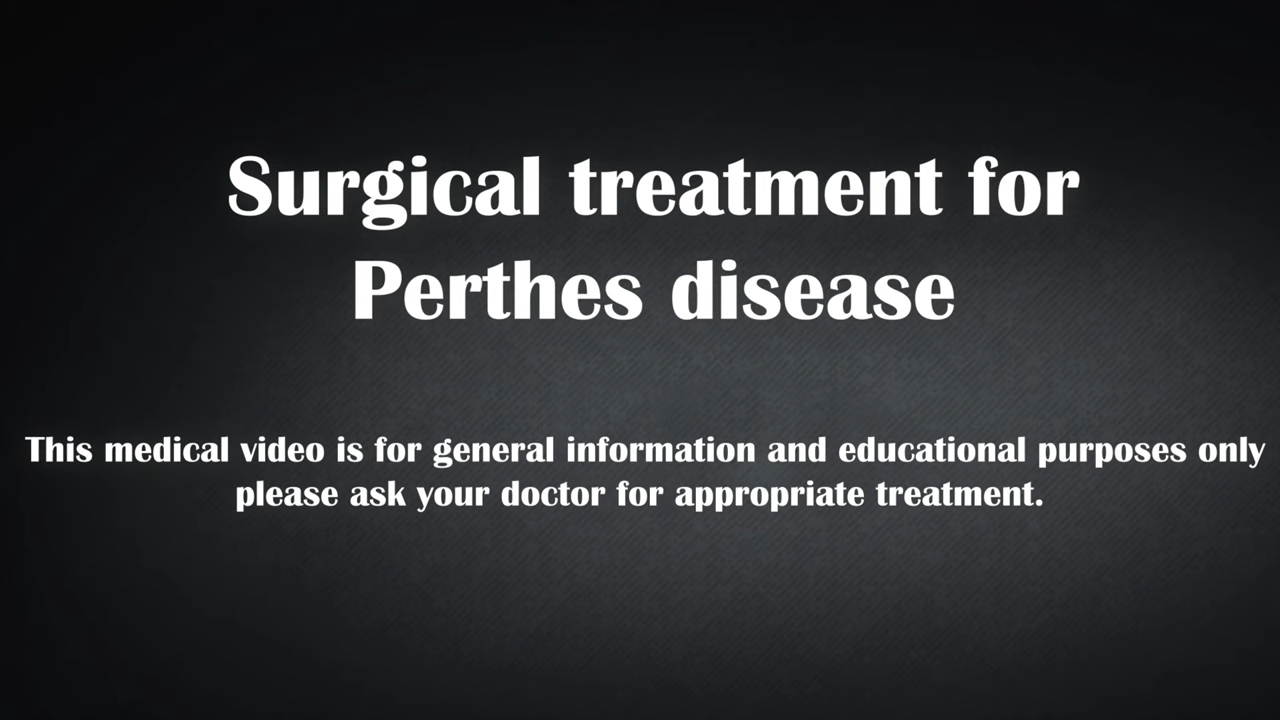 Surgical treatment for
Perthes disease
This medical video is for general information and educational purposes only
please ask your doctor for appropriate treatment.